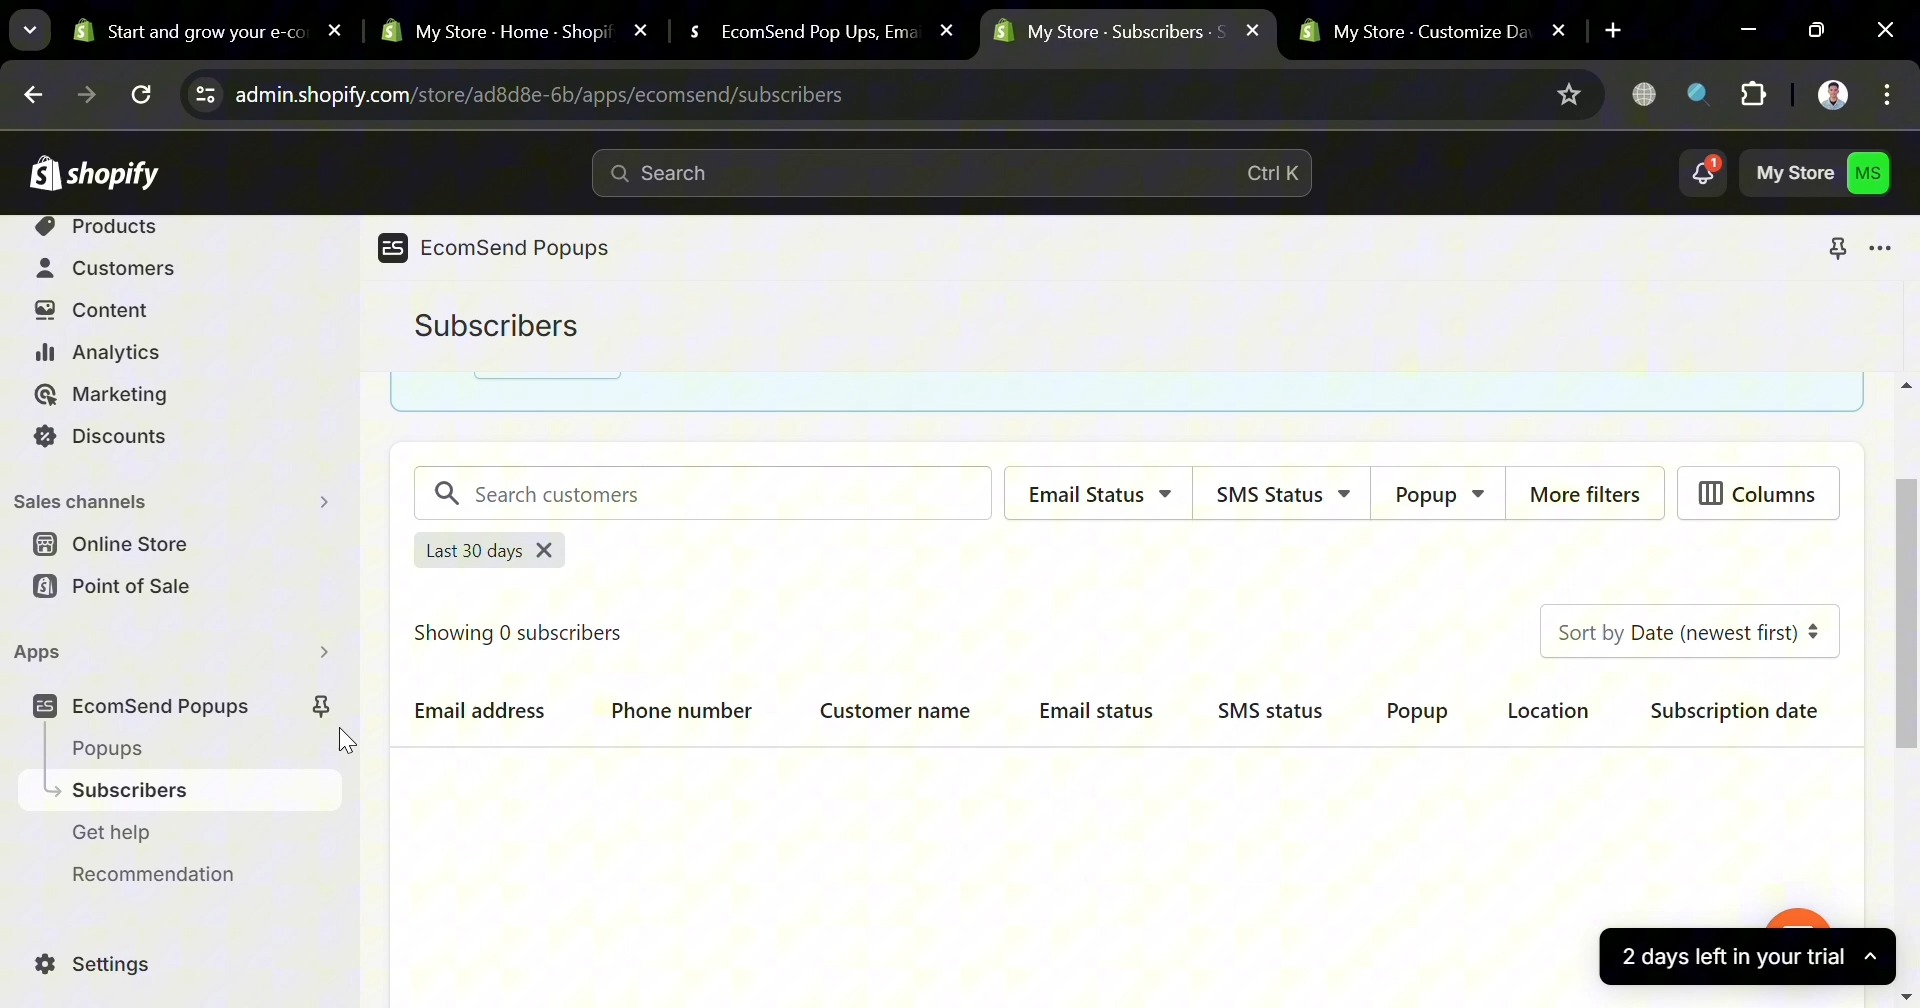 Start and grow your e-co
My Store · Home · Shopif
EcomSend Pop Ups, Emai
My Store · Subscribers · S
My Store · Customize Da
admin.shopify.com/store/ad8d8e-6b/apps/ecomsend/subscribers
shopify
Search
Ctrl K
1
My Store
MS
Products
Customers
Content
Analytics
Marketing
Discounts
Sales channels
Online Store
Point of Sale
Apps
EcomSend Popups
Popups
Subscribers
Get help
Recommendation
Settings
ES EcomSend Popups
Subscribers
Search customers
Email Status
SMS Status
Popup
More filters
Columns
Last 30 days
Showing 0 subscribers
Sort by Date (newest first)
Email address Phone number Customer name Email status SMS status Popup Location Subscription date
2 days left in your trial